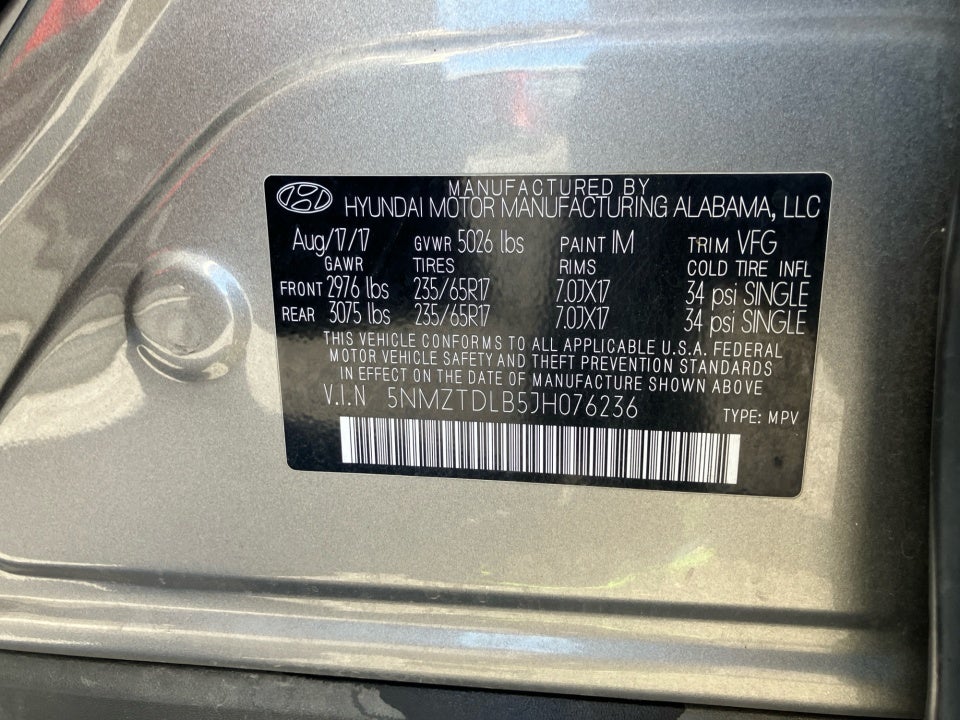 MANUFACTURED BY
HYUNDAI MOTOR MANUFACTURING ALABAMA, LLC
Aug/17/17 GVWR 5026 lbs PAINT IM TRIM VFG
GAWR TIRES RIMS COLD TIRE INFL
FRONT 2976 lbs 235/65R17 7.0JX17 34 psi SINGLE
REAR 3075 lbs 235/65R17 7.0JX17 34 psi SINGLE
THIS VEHICLE CONFORMS TO ALL APPLICABLE U.S.A. FEDERAL
MOTOR VEHICLE SAFETY AND THEFT PREVENTION STANDARDS
IN EFFECT ON THE DATE OF MANUFACTURE SHOWN ABOVE
V.I.N 5NMZTDLB5JH076236 TYPE: MPV